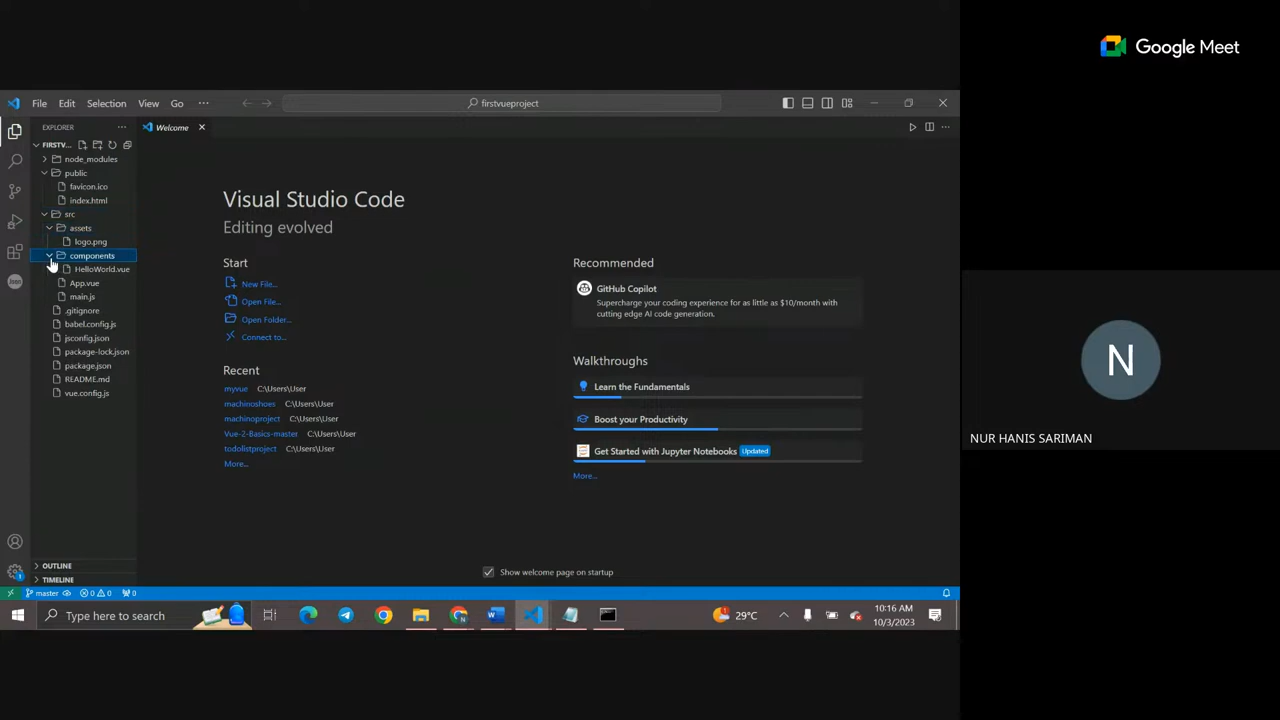 Google Meet
File Edit Selection View Go ···
firstvueproject
EXPLORER ···
Welcome
FIRSTV...
node_modules
public
favicon.ico
index.html
src
assets
logo.png
components
HelloWorld.vue
App.vue
main.js
.gitignore
babel.config.js
jsconfig.json
package-lock.json
package.json
README.md
vue.config.js
OUTLINE
TIMELINE
Visual Studio Code
Editing evolved
Start
New File...
Open File...
Open Folder...
Connect to...
Recent
myvue C:\Users\User
machinoshoes C:\Users\User
machinoproject C:\Users\User
Vue-2-Basics-master C:\Users\User
todolistproject C:\Users\User
More...
Recommended
GitHub Copilot
Supercharge your coding experience for as little as $10/month with
cutting edge AI code generation.
Walkthroughs
Learn the Fundamentals
Boost your Productivity
Get Started with Jupyter Notebooks Updated
More...
Show welcome page on startup
master 0 0 0
Type here to search
29°C
10:16 AM
10/3/2023
N
NUR HANIS SARIMAN